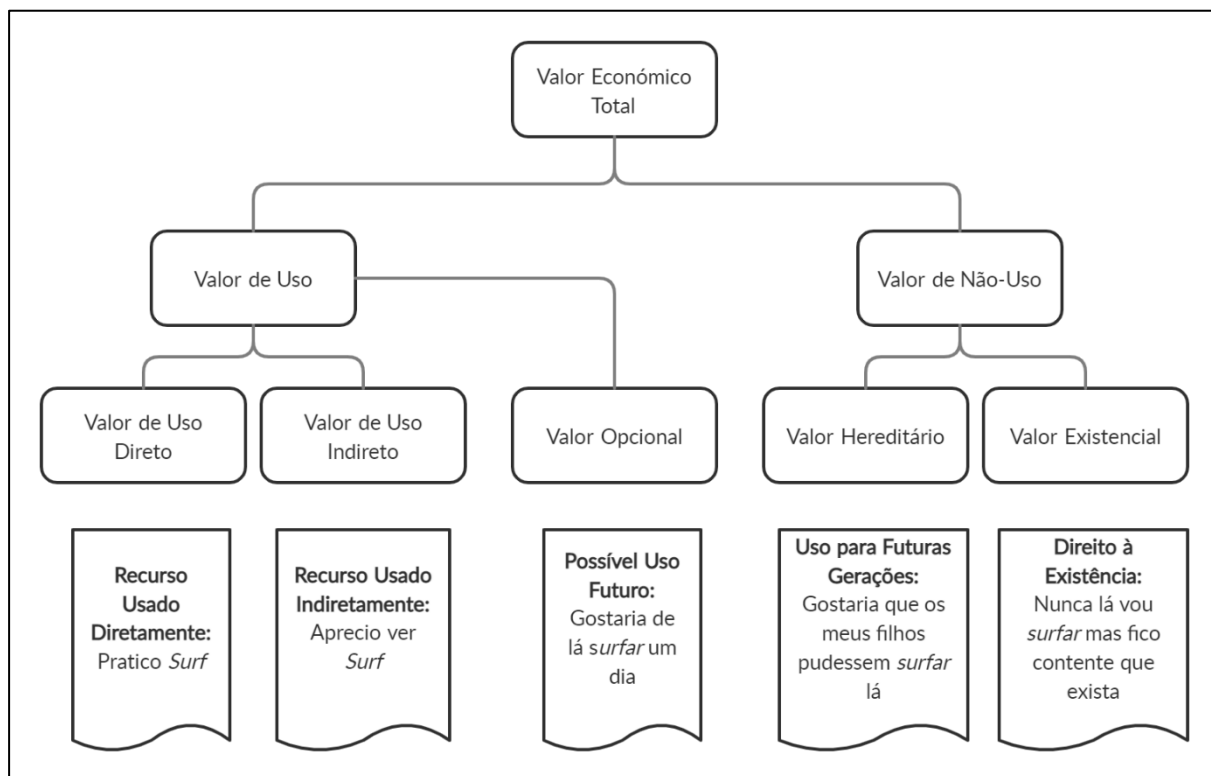 Valor Económico
Total
Valor de Uso
Valor de Não-Uso
Valor de Uso
Direto
Valor de Uso
Indireto
Valor Opcional
Valor Hereditário
Valor Existencial
Recurso
Usado
Diretamente:
Pratico Surf
Recurso Usado
Indiretamente:
Aprecio ver
Surf
Possível Uso
Futuro:
Gostaria de
lá surfar um
dia
Uso para Futuras
Gerações:
Gostaria que os
meus filhos
pudessem surfar
lá
Direito à
Existência:
Nunca lá vou
surfar mas fico
contente que
exista